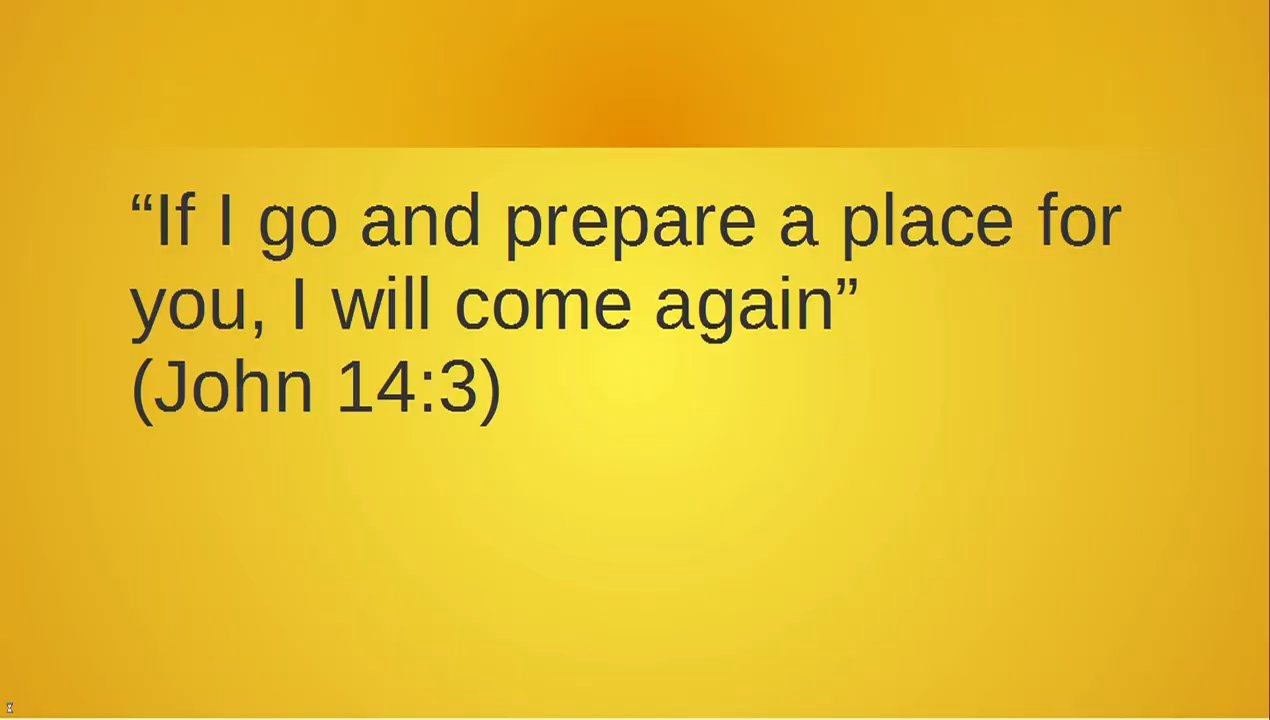 “If I go and prepare a place for
you, I will come again”
(John 14:3)